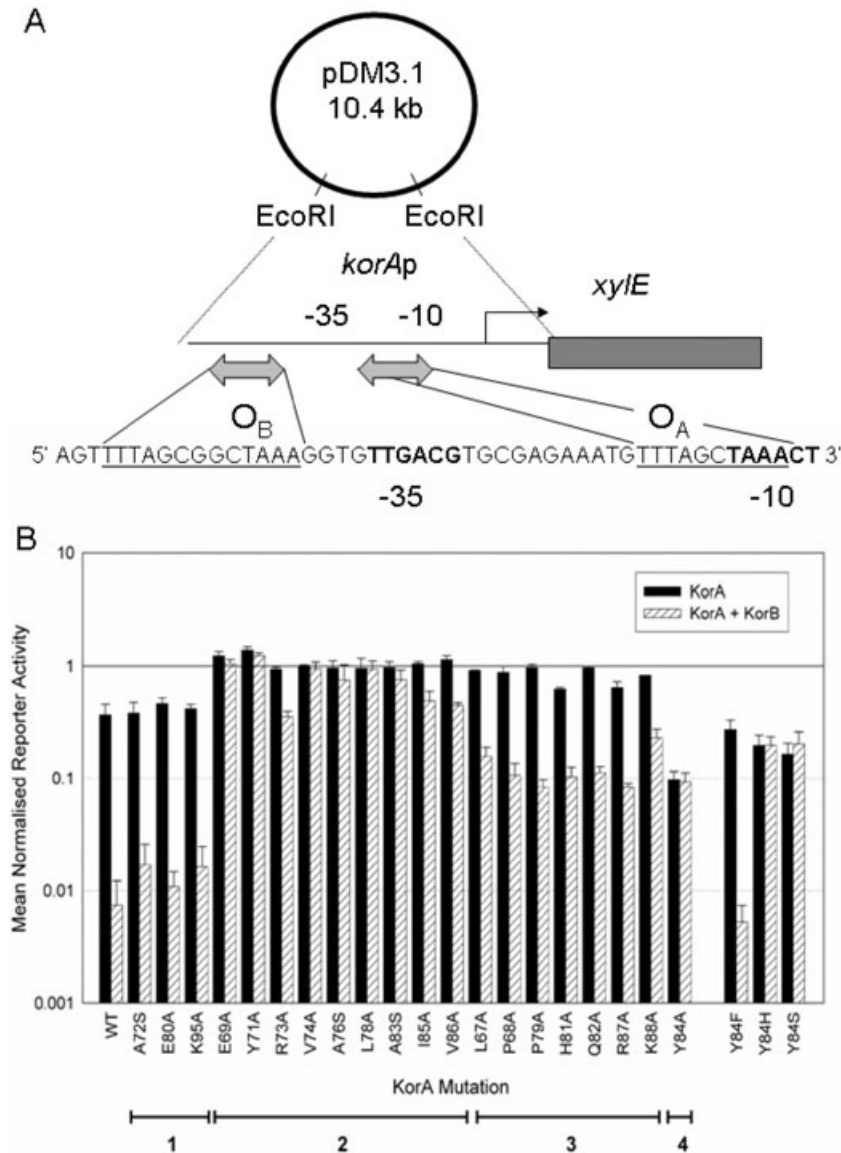 A
pDM3.1
10.4 kb
EcoRI EcoRI
korAp
xylE
-35 -10
O_B O_A
5' AGTTTTAGCGGCTAAAGGTGTTGACGTGCGAGAAATGTTTAGCTAAACT 3'
-35 -10
B
10
1
0.1
0.01
0.001
Mean Normalised Reporter Activity
KorA
KorA + KorB
WT
A72S
E80A
K95A
E69A
Y71A
R73A
V74A
A76S
L78A
A83S
I85A
V86A
L67A
P68A
P79A
H81A
Q82A
R87A
K88A
Y84A
Y84F
Y84H
Y84S
KorA Mutation
1 2 3 4